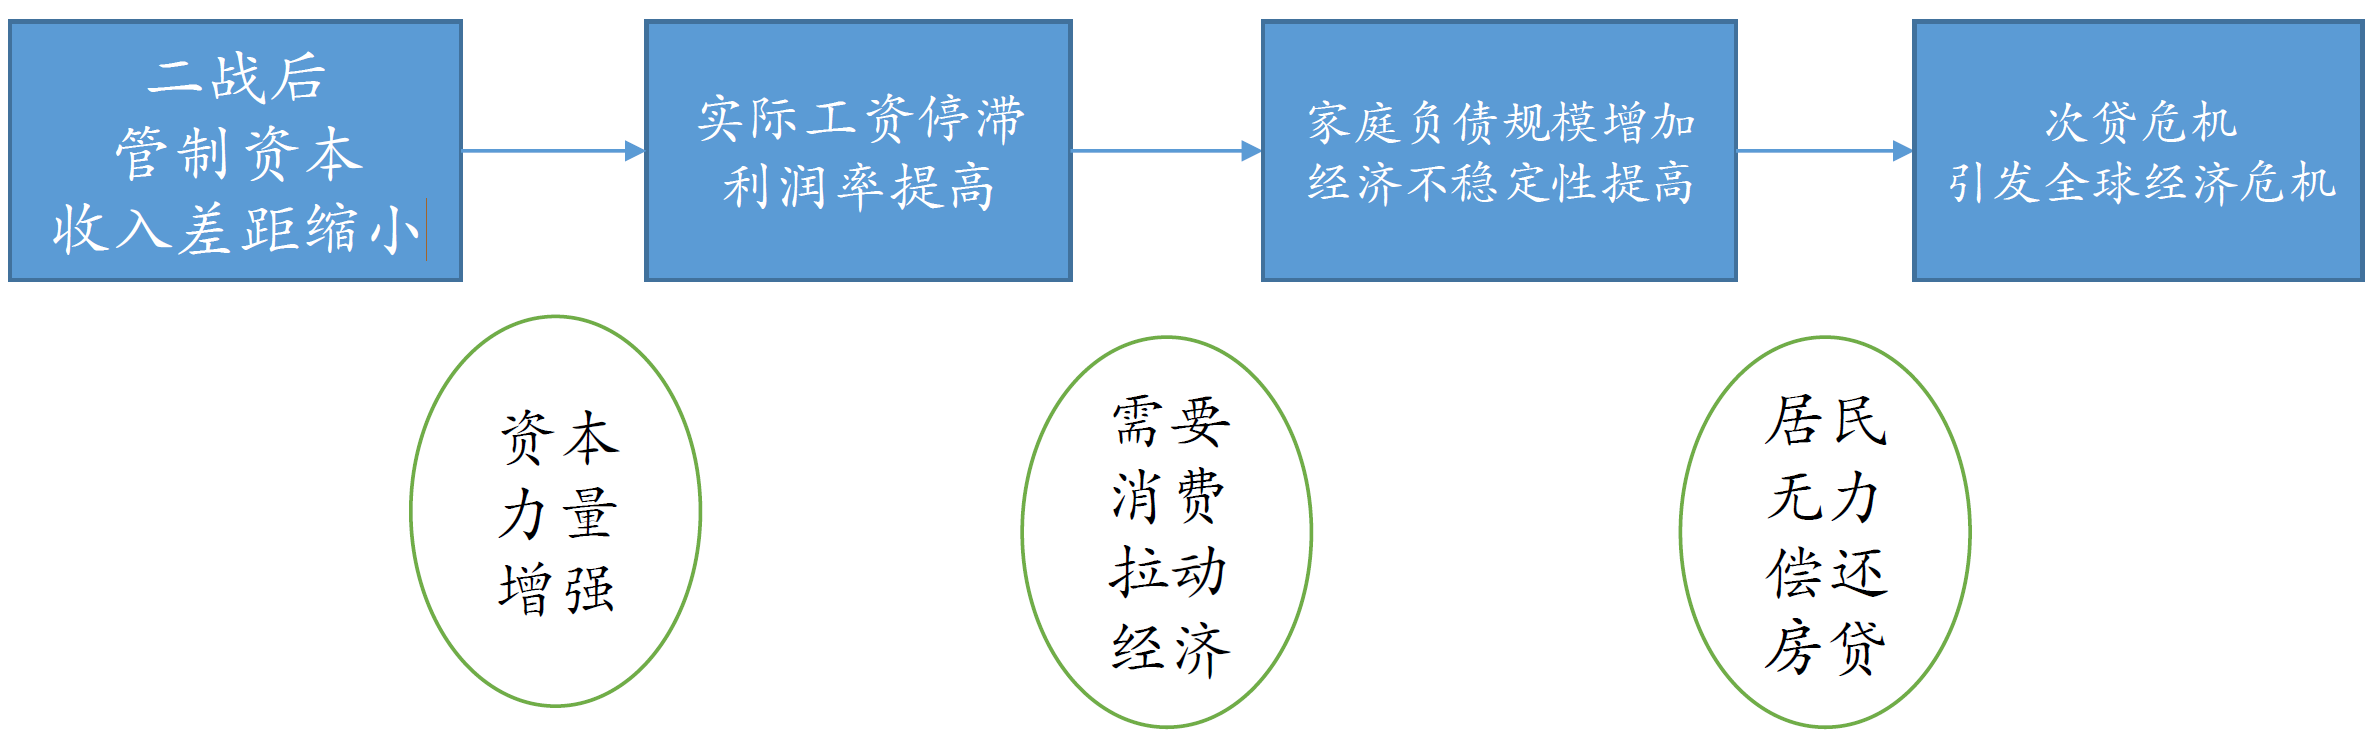 二战后
管制资本
收入差距缩小
实际工资停滞
利润率提高
家庭负债规模增加
经济不稳定性提高
次贷危机
引发全球经济危机
资本
力量
增强
需要
消费
拉动
经济
居民
无力
偿还
房贷